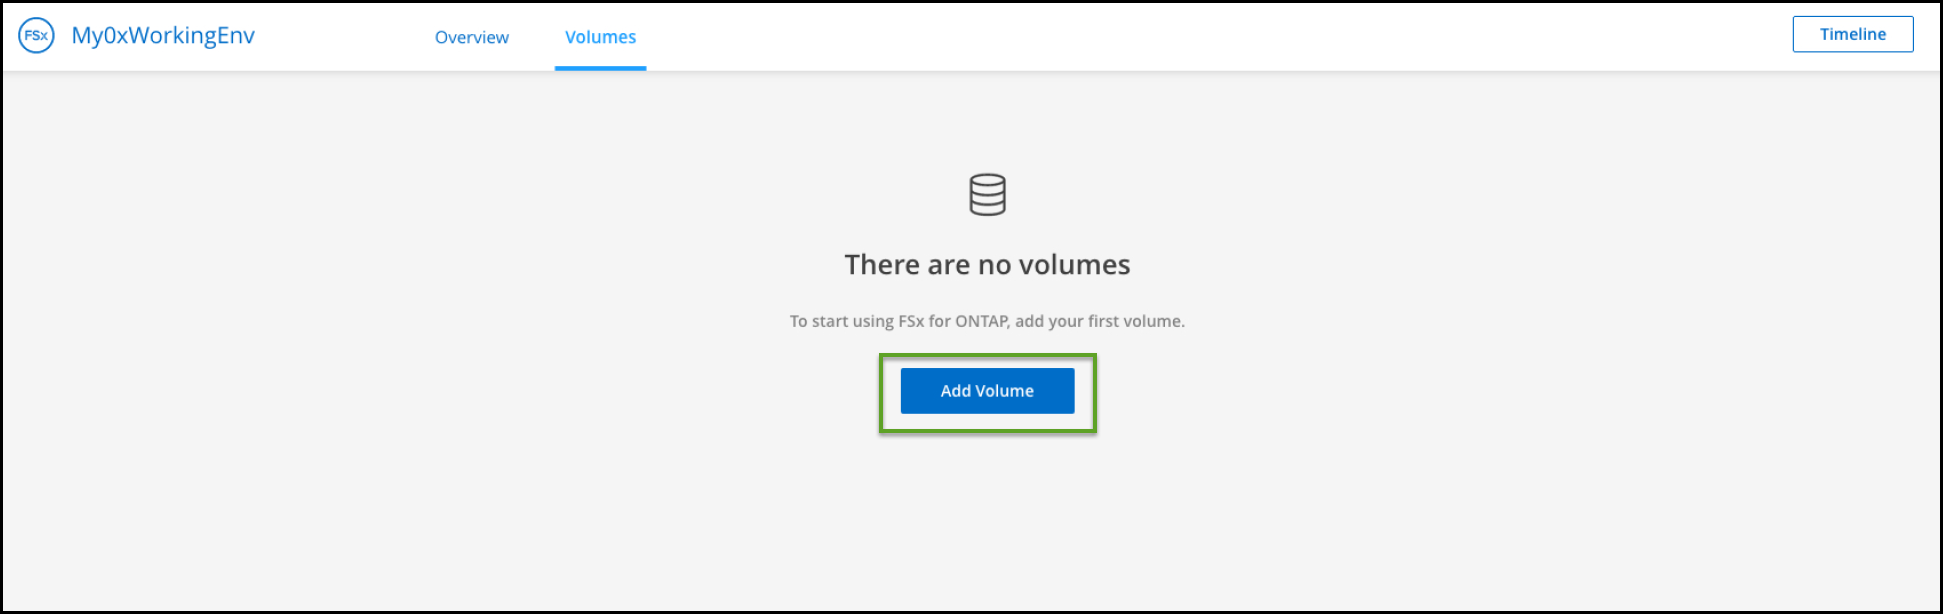 FSx
My0xWorkingEnv
Overview
Volumes
Timeline
There are no volumes
To start using FSx for ONTAP, add your first volume.
Add Volume